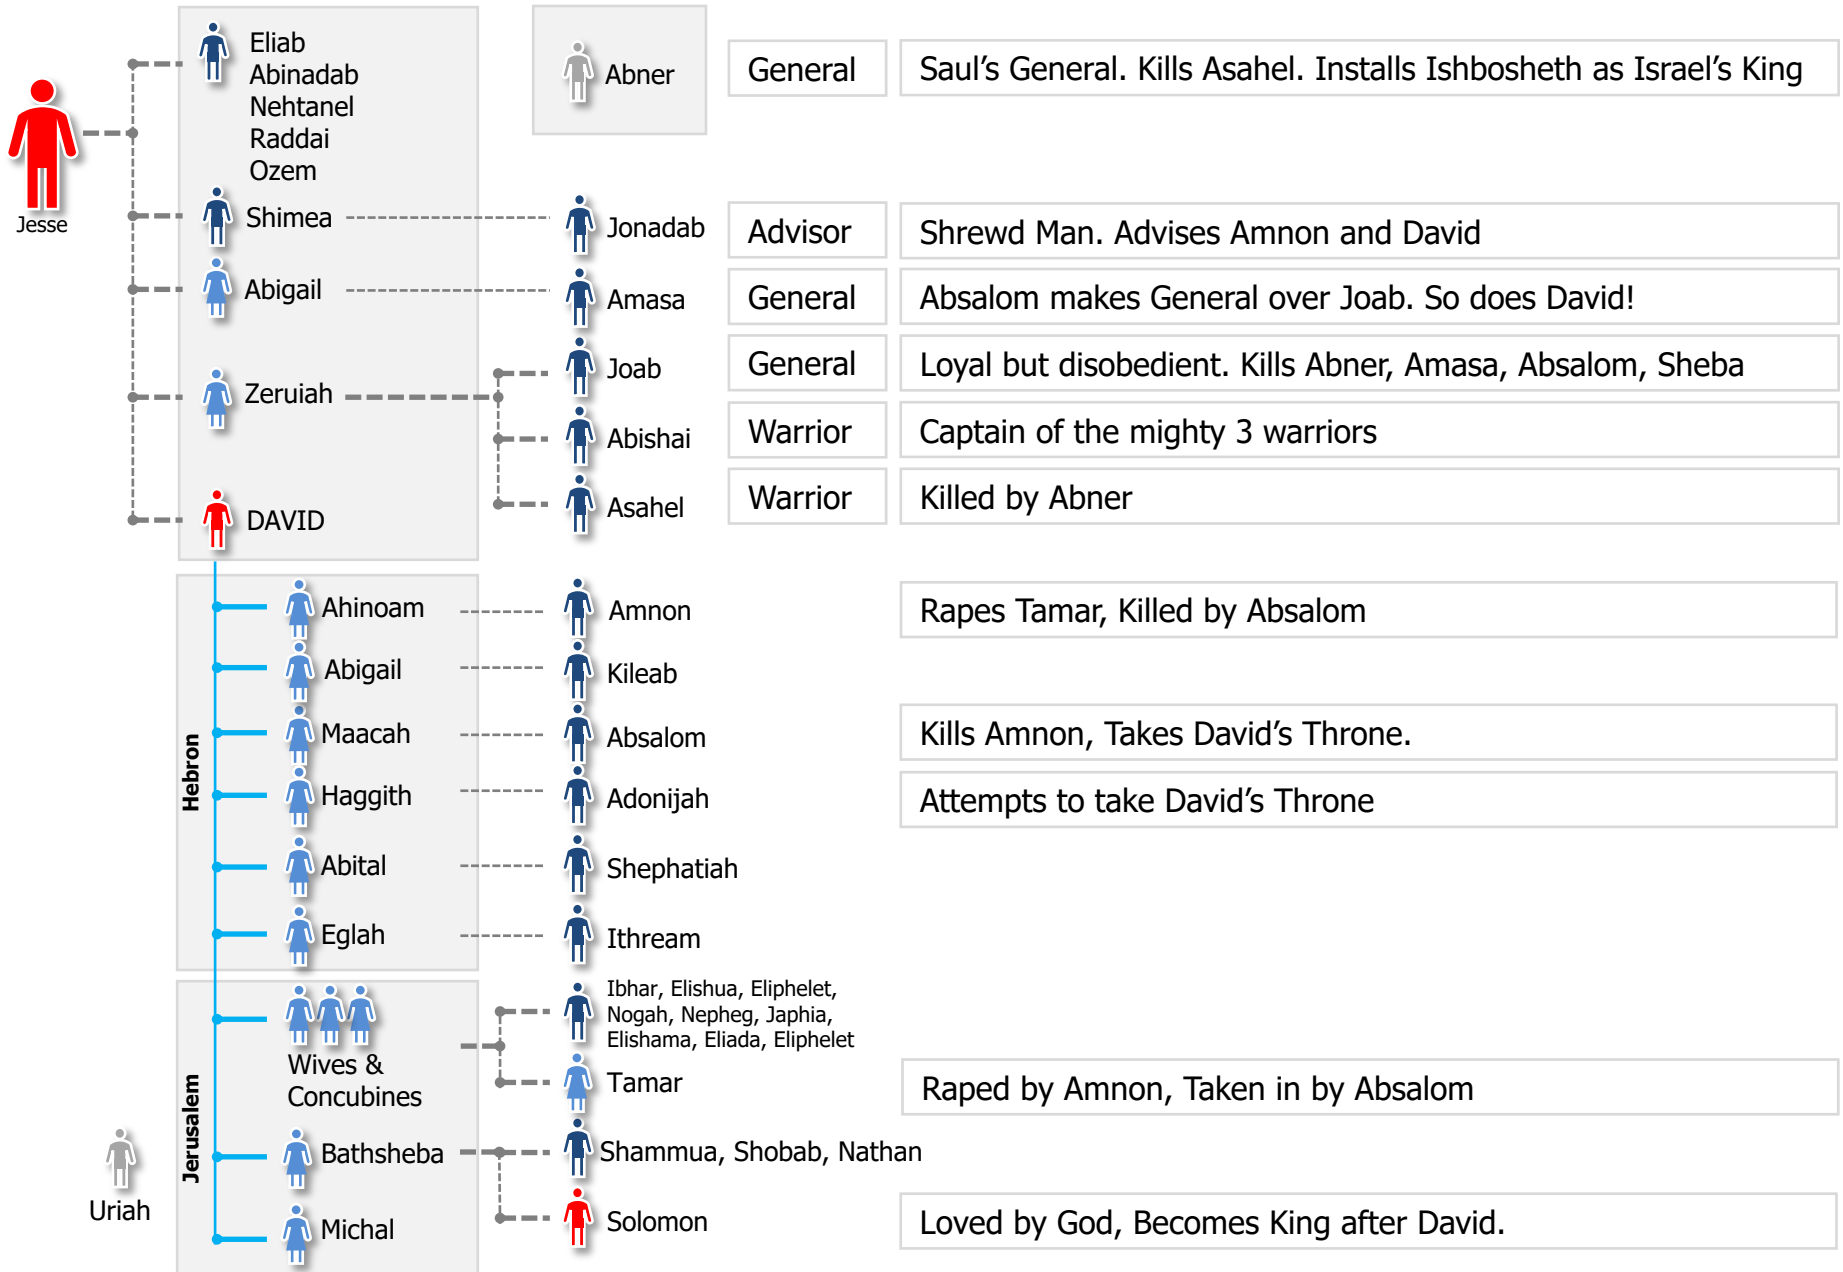 Eliab
Abinadab
Nehtanel
Raddai
Ozem
Abner
General
Saul's General. Kills Asahel. Installs Ishbosheth as Israel's King
Jesse
Shimea
Jonadab
Advisor
Shrewd Man. Advises Amnon and David
Abigail
Amasa
General
Absalom makes General over Joab. So does David!
Zeruiah
Joab
General
Loyal but disobedient. Kills Abner, Amasa, Absalom, Sheba
Abishai
Warrior
Captain of the mighty 3 warriors
Asahel
Warrior
Killed by Abner
DAVID
Hebron
Ahinoam
Amnon
Rapes Tamar, Killed by Absalom
Abigail
Kileab
Maacah
Absalom
Kills Amnon, Takes David's Throne.
Haggith
Adonijah
Attempts to take David's Throne
Abital
Shephatiah
Eglah
Ithream
Jerusalem
Wives &
Concubines
Ibhar, Elishua, Eliphelet,
Nogah, Nepheg, Japhia,
Elishama, Eliada, Eliphelet
Tamar
Raped by Amnon, Taken in by Absalom
Uriah
Bathsheba
Shammua, Shobab, Nathan
Solomon
Loved by God, Becomes King after David.
Michal